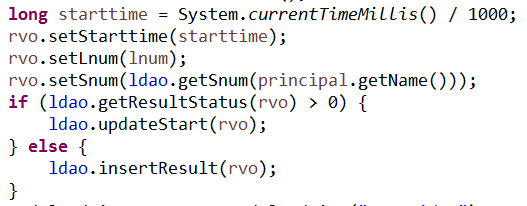 long starttime = System.currentTimeMillis() / 1000;
rvo.setStarttime(starttime);
rvo.setLnum(lnum);
rvo.setSnum(ldao.getSnum(principal.getName()));
if (ldao.getResultStatus(rvo) > 0) {
    ldao.updateStart(rvo);
} else {
    ldao.insertResult(rvo);
}